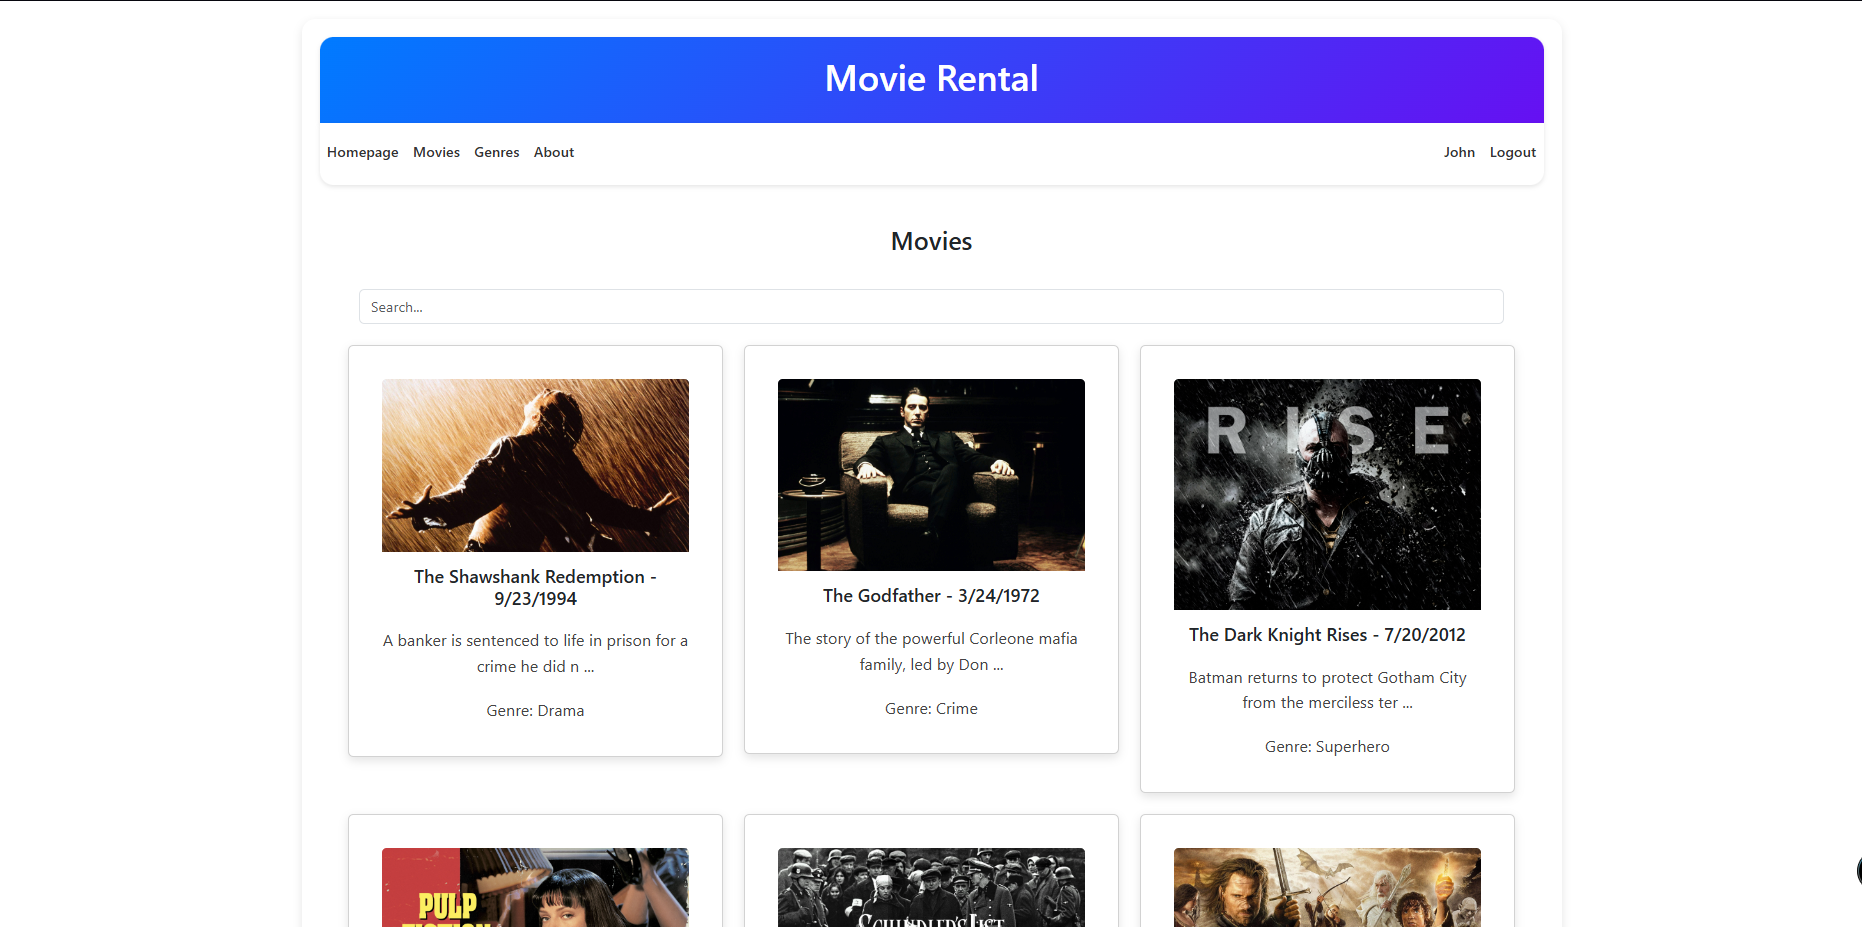 Movie Rental
Homepage Movies Genres About John Logout
Movies
Search...
RISE
The Shawshank Redemption -
9/23/1994
A banker is sentenced to life in prison for a
crime he did n ...
Genre: Drama
The Godfather - 3/24/1972
The story of the powerful Corleone mafia
family, led by Don ...
Genre: Crime
The Dark Knight Rises - 7/20/2012
Batman returns to protect Gotham City
from the merciless ter ...
Genre: Superhero
PULP
FICTION
SCHINDLER'S LIST